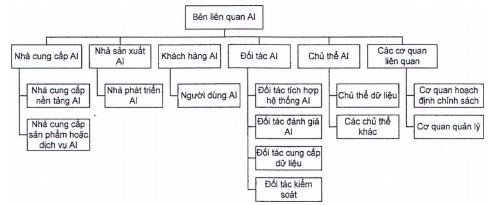 Bên liên quan AI
Nhà cung cấp
AI
Nhà sản xuất
AI
Khách hàng AI
Đối tác AI
Chủ thể AI
Các cơ quan
liên quan
Nhà cung cấp
nền tảng AI
Nhà cung cấp
sản phẩm hoặc
dịch vụ AI
Nhà phát triển AI
Người dùng AI
Đối tác tích hợp
hệ thống AI
Đối tác đánh giá
AI
Đối tác cung cấp
dữ liệu
Đối tác kiểm
soát
Chủ thể dữ liệu
Các chủ thể
khác
Cơ quan hoạch
định chính sách
Cơ quan quản lý